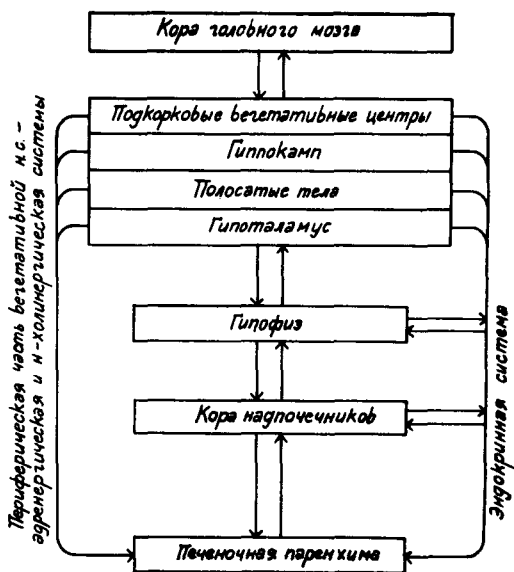 Кора головного мозга
Подкорковые вегетативные центры
Гиппокамп
Полосатые тела
Гипоталамус
Гипофиз
Кора надпочечников
Печеночная паренхима
Периферическая часть вегетативной н.с. –
адренергическая и н-холинергическая системы
Эндокринная система